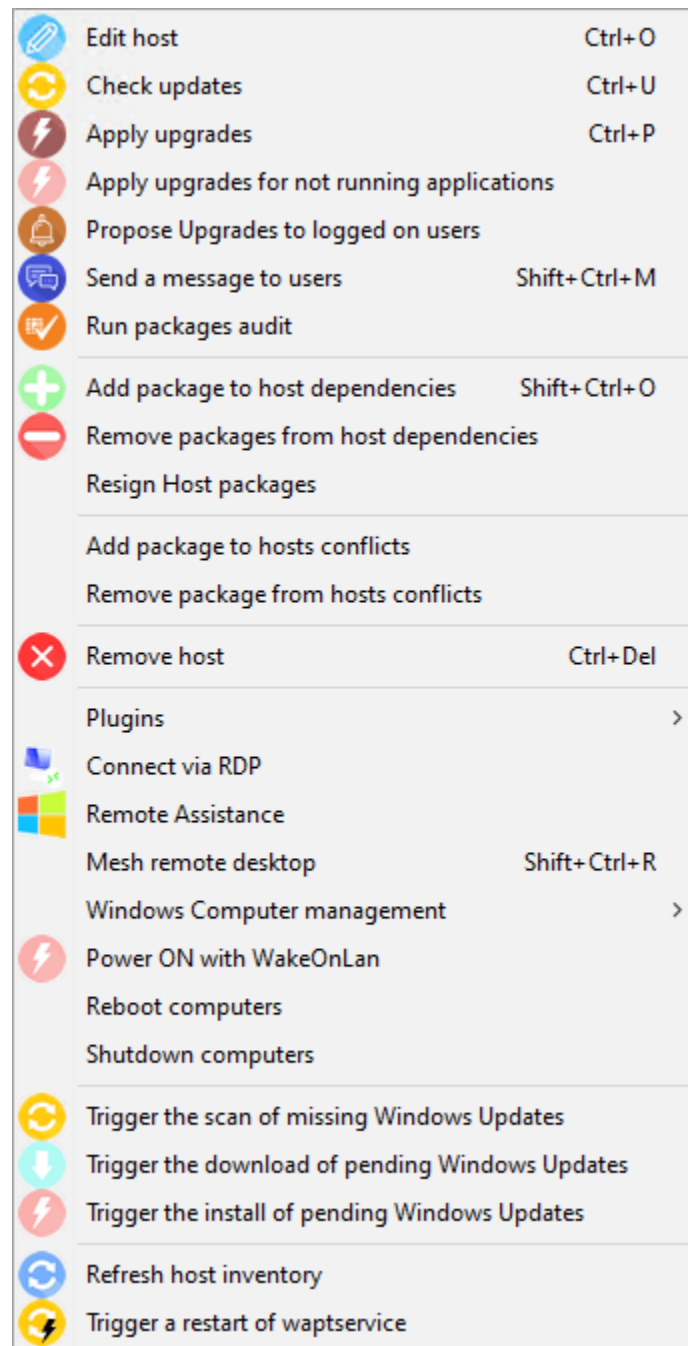 Edit host Ctrl+O
Check updates Ctrl+U
Apply upgrades Ctrl+P
Apply upgrades for not running applications
Propose Upgrades to logged on users
Send a message to users Shift+Ctrl+M
Run packages audit
Add package to host dependencies Shift+Ctrl+O
Remove packages from host dependencies
Resign Host packages
Add package to hosts conflicts
Remove package from hosts conflicts
Remove host Ctrl+Del
Plugins
Connect via RDP
Remote Assistance
Mesh remote desktop Shift+Ctrl+R
Windows Computer management
Power ON with WakeOnLan
Reboot computers
Shutdown computers
Trigger the scan of missing Windows Updates
Trigger the download of pending Windows Updates
Trigger the install of pending Windows Updates
Refresh host inventory
Trigger a restart of waptservice